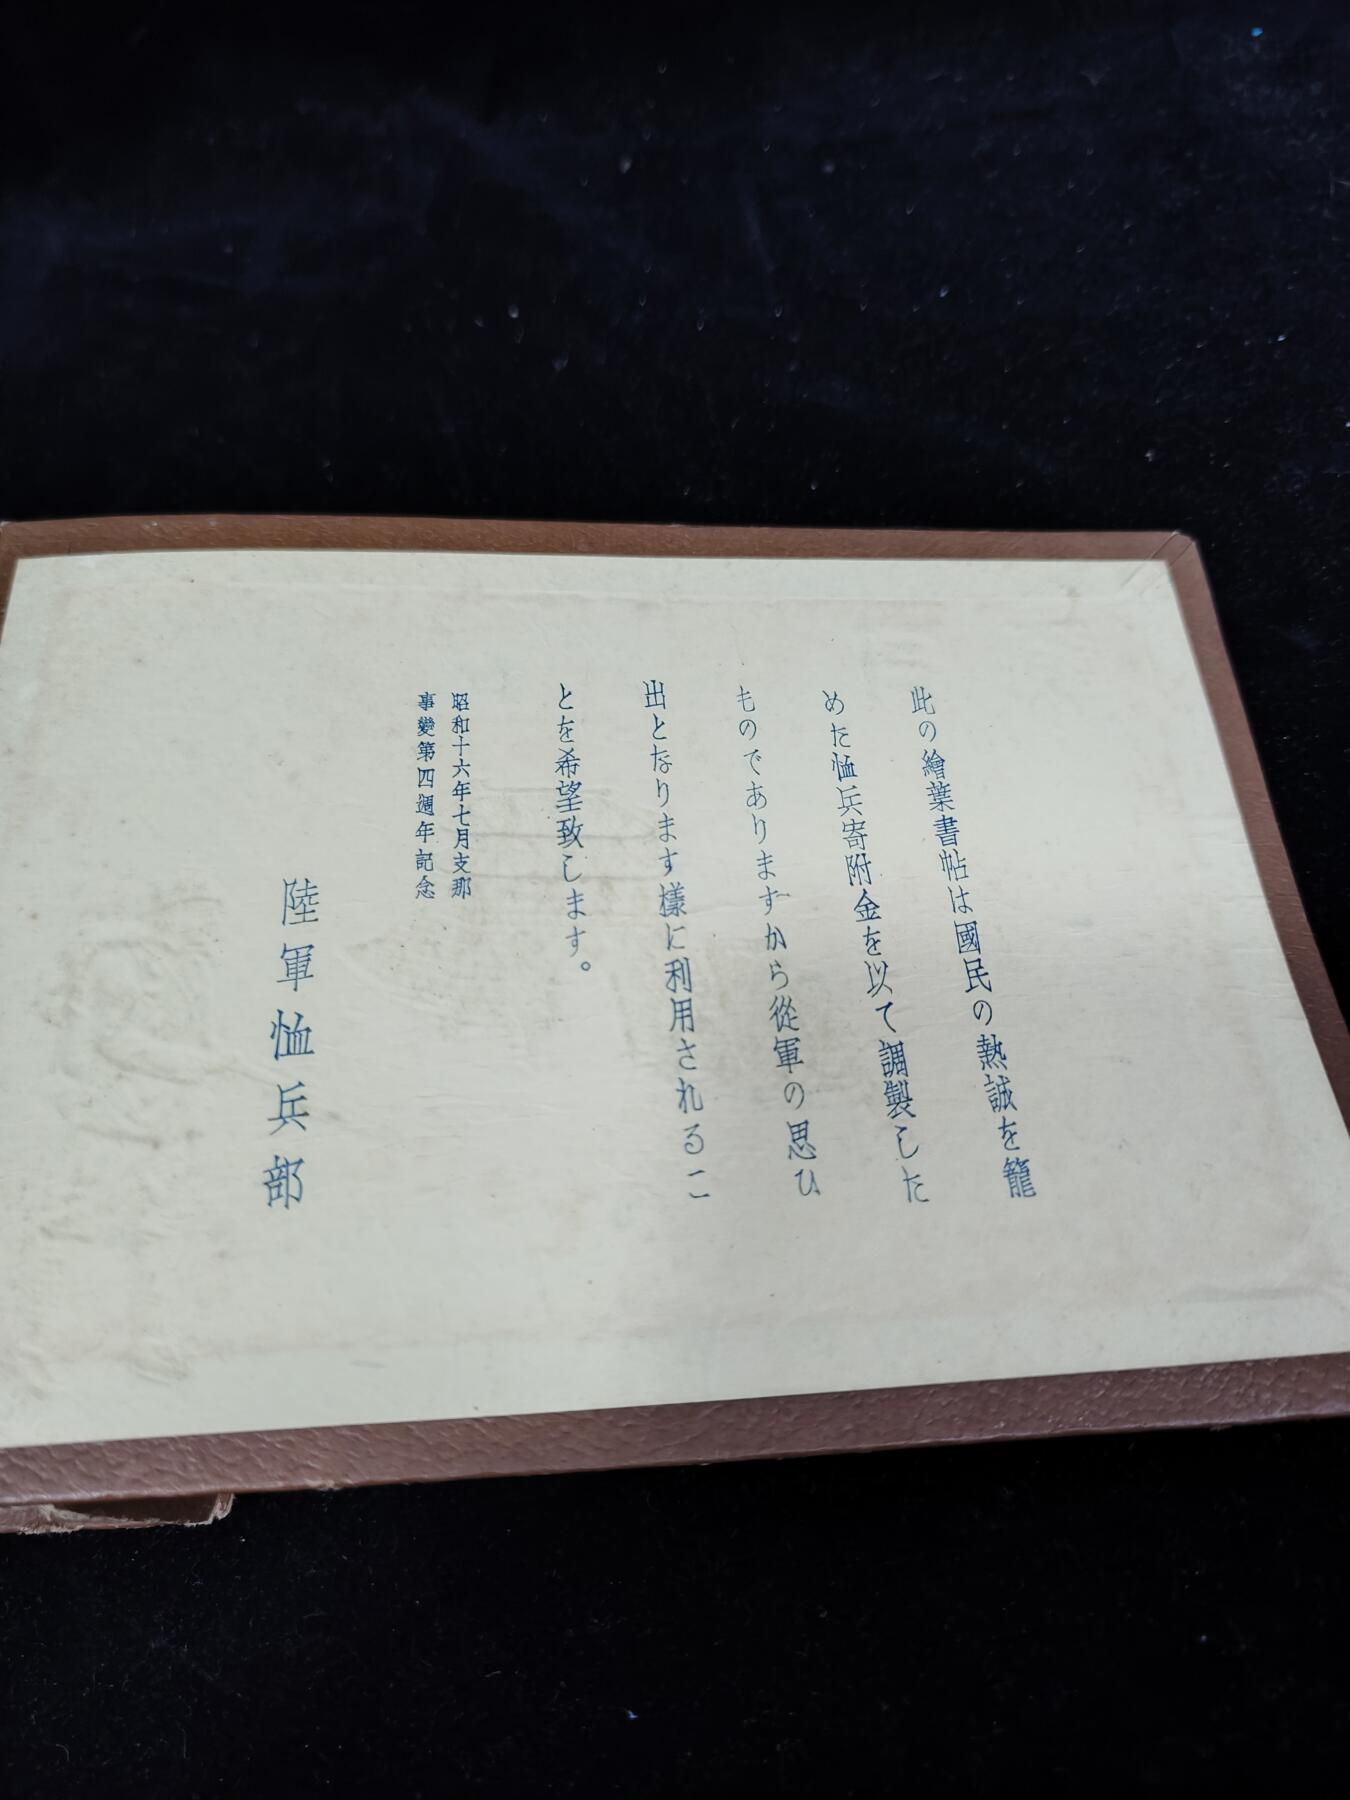 此の繪葉書帖は國民の熱誠を籠
めた恤兵寄附金を以て調製した
ものでありますから從軍の思ひ
出となります樣に利用されるこ
とを希望致します。
昭和十六年七月支那
事變第四週年記念
陸軍恤兵部